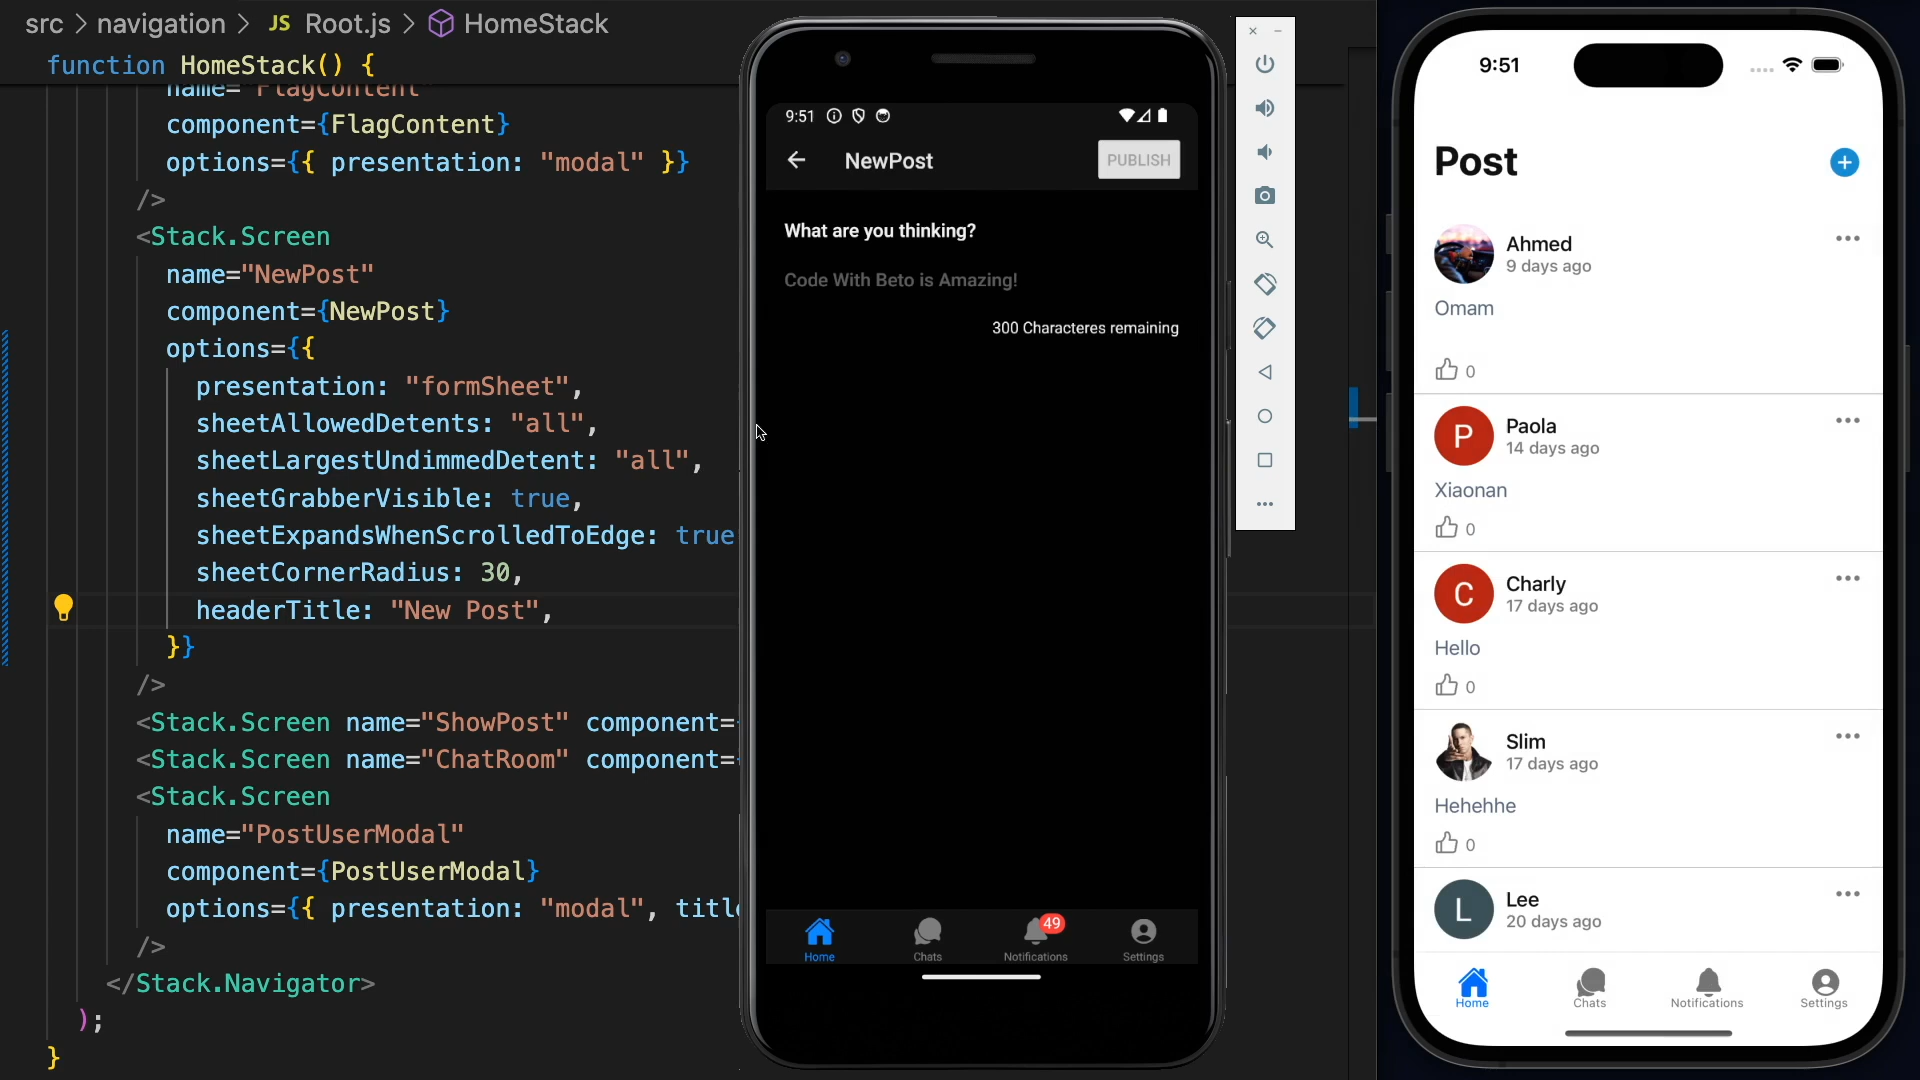 src > navigation > JS Root.js > HomeStack
function HomeStack() {
name="FlagContent"
component={FlagContent}
options={{ presentation: "modal" }}
/>
<Stack.Screen
name="NewPost"
component={NewPost}
options={{
presentation: "formSheet",
sheetAllowedDetents: "all",
sheetLargestUndimmedDetent: "all",
sheetGrabberVisible: true,
sheetExpandsWhenScrolledToEdge: true
sheetCornerRadius: 30,
headerTitle: "New Post",
}}
/>
<Stack.Screen name="ShowPost" component=
<Stack.Screen name="ChatRoom" component=
<Stack.Screen
name="PostUserModal"
component={PostUserModal}
options={{ presentation: "modal", title
/>
</Stack.Navigator>
);
}
9:51
NewPost
PUBLISH
What are you thinking?
Code With Beto is Amazing!
300 Characteres remaining
49
Home
Chats
Notifications
Settings
9:51
Post
Ahmed
9 days ago
Omam
0
P
Paola
14 days ago
Xiaonan
0
C
Charly
17 days ago
Hello
0
Slim
17 days ago
Hehehhe
0
L
Lee
20 days ago
Home
Chats
Notifications
Settings